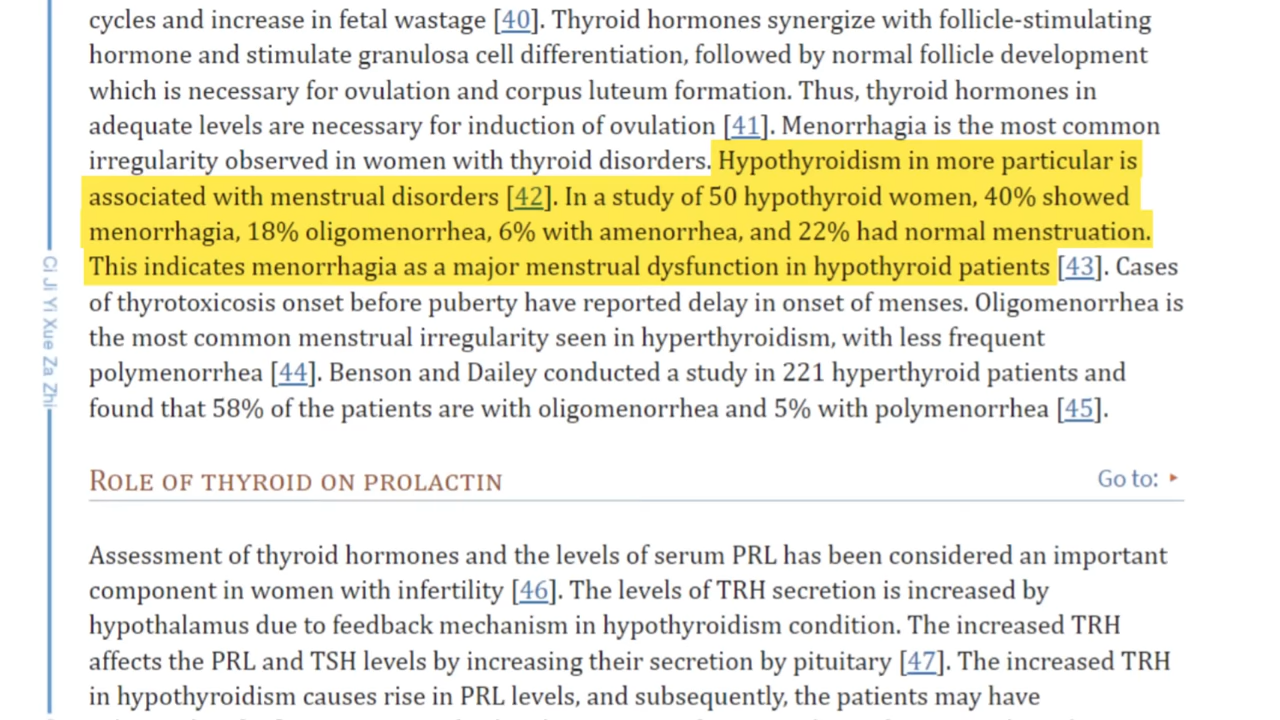 cycles and increase in fetal wastage [40]. Thyroid hormones synergize with follicle-stimulating
hormone and stimulate granulosa cell differentiation, followed by normal follicle development
which is necessary for ovulation and corpus luteum formation. Thus, thyroid hormones in
adequate levels are necessary for induction of ovulation [41]. Menorrhagia is the most common
irregularity observed in women with thyroid disorders. Hypothyroidism in more particular is
associated with menstrual disorders [42]. In a study of 50 hypothyroid women, 40% showed
menorrhagia, 18% oligomenorrhea, 6% with amenorrhea, and 22% had normal menstruation.
This indicates menorrhagia as a major menstrual dysfunction in hypothyroid patients [43]. Cases
of thyrotoxicosis onset before puberty have reported delay in onset of menses. Oligomenorrhea is
the most common menstrual irregularity seen in hyperthyroidism, with less frequent
polymenorrhea [44]. Benson and Dailey conducted a study in 221 hyperthyroid patients and
found that 58% of the patients are with oligomenorrhea and 5% with polymenorrhea [45].
Ci Ji Yi Xue Za Zhi
ROLE OF THYROID ON PROLACTIN
Go to:
Assessment of thyroid hormones and the levels of serum PRL has been considered an important
component in women with infertility [46]. The levels of TRH secretion is increased by
hypothalamus due to feedback mechanism in hypothyroidism condition. The increased TRH
affects the PRL and TSH levels by increasing their secretion by pituitary [47]. The increased TRH
in hypothyroidism causes rise in PRL levels, and subsequently, the patients may have